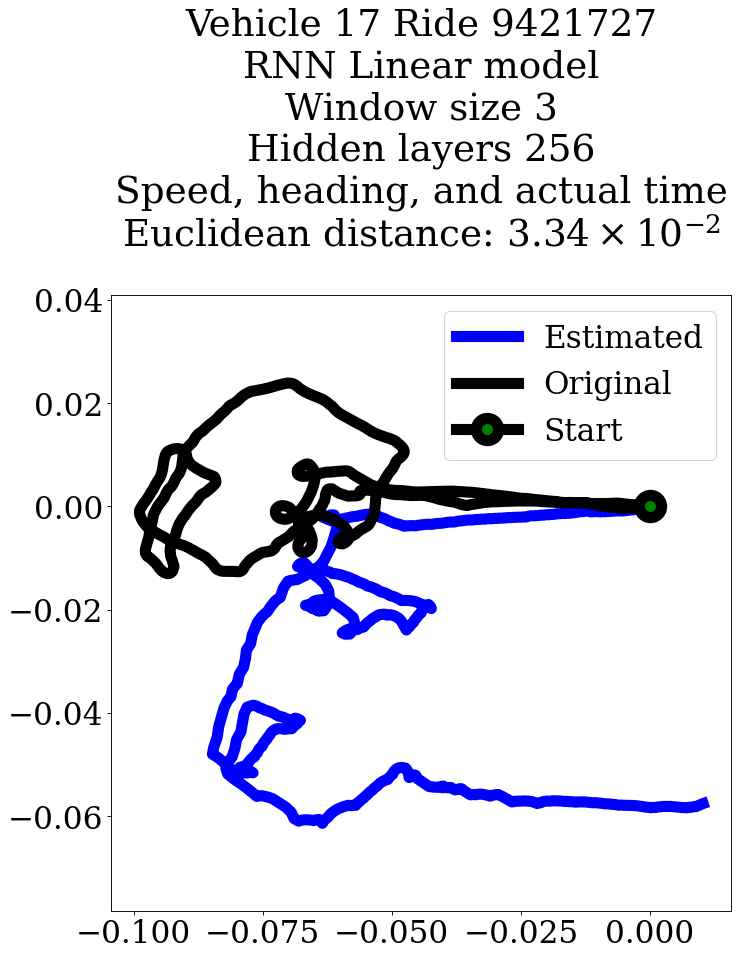 Vehicle 17 Ride 9421727
RNN Linear model
Window size 3
Hidden layers 256
Speed, heading, and actual time
Euclidean distance: 3.34 × 10⁻²
Estimated
Original
Start
0.04
0.02
0.00
−0.02
−0.04
−0.06
−0.100 −0.075 −0.050 −0.025 0.000